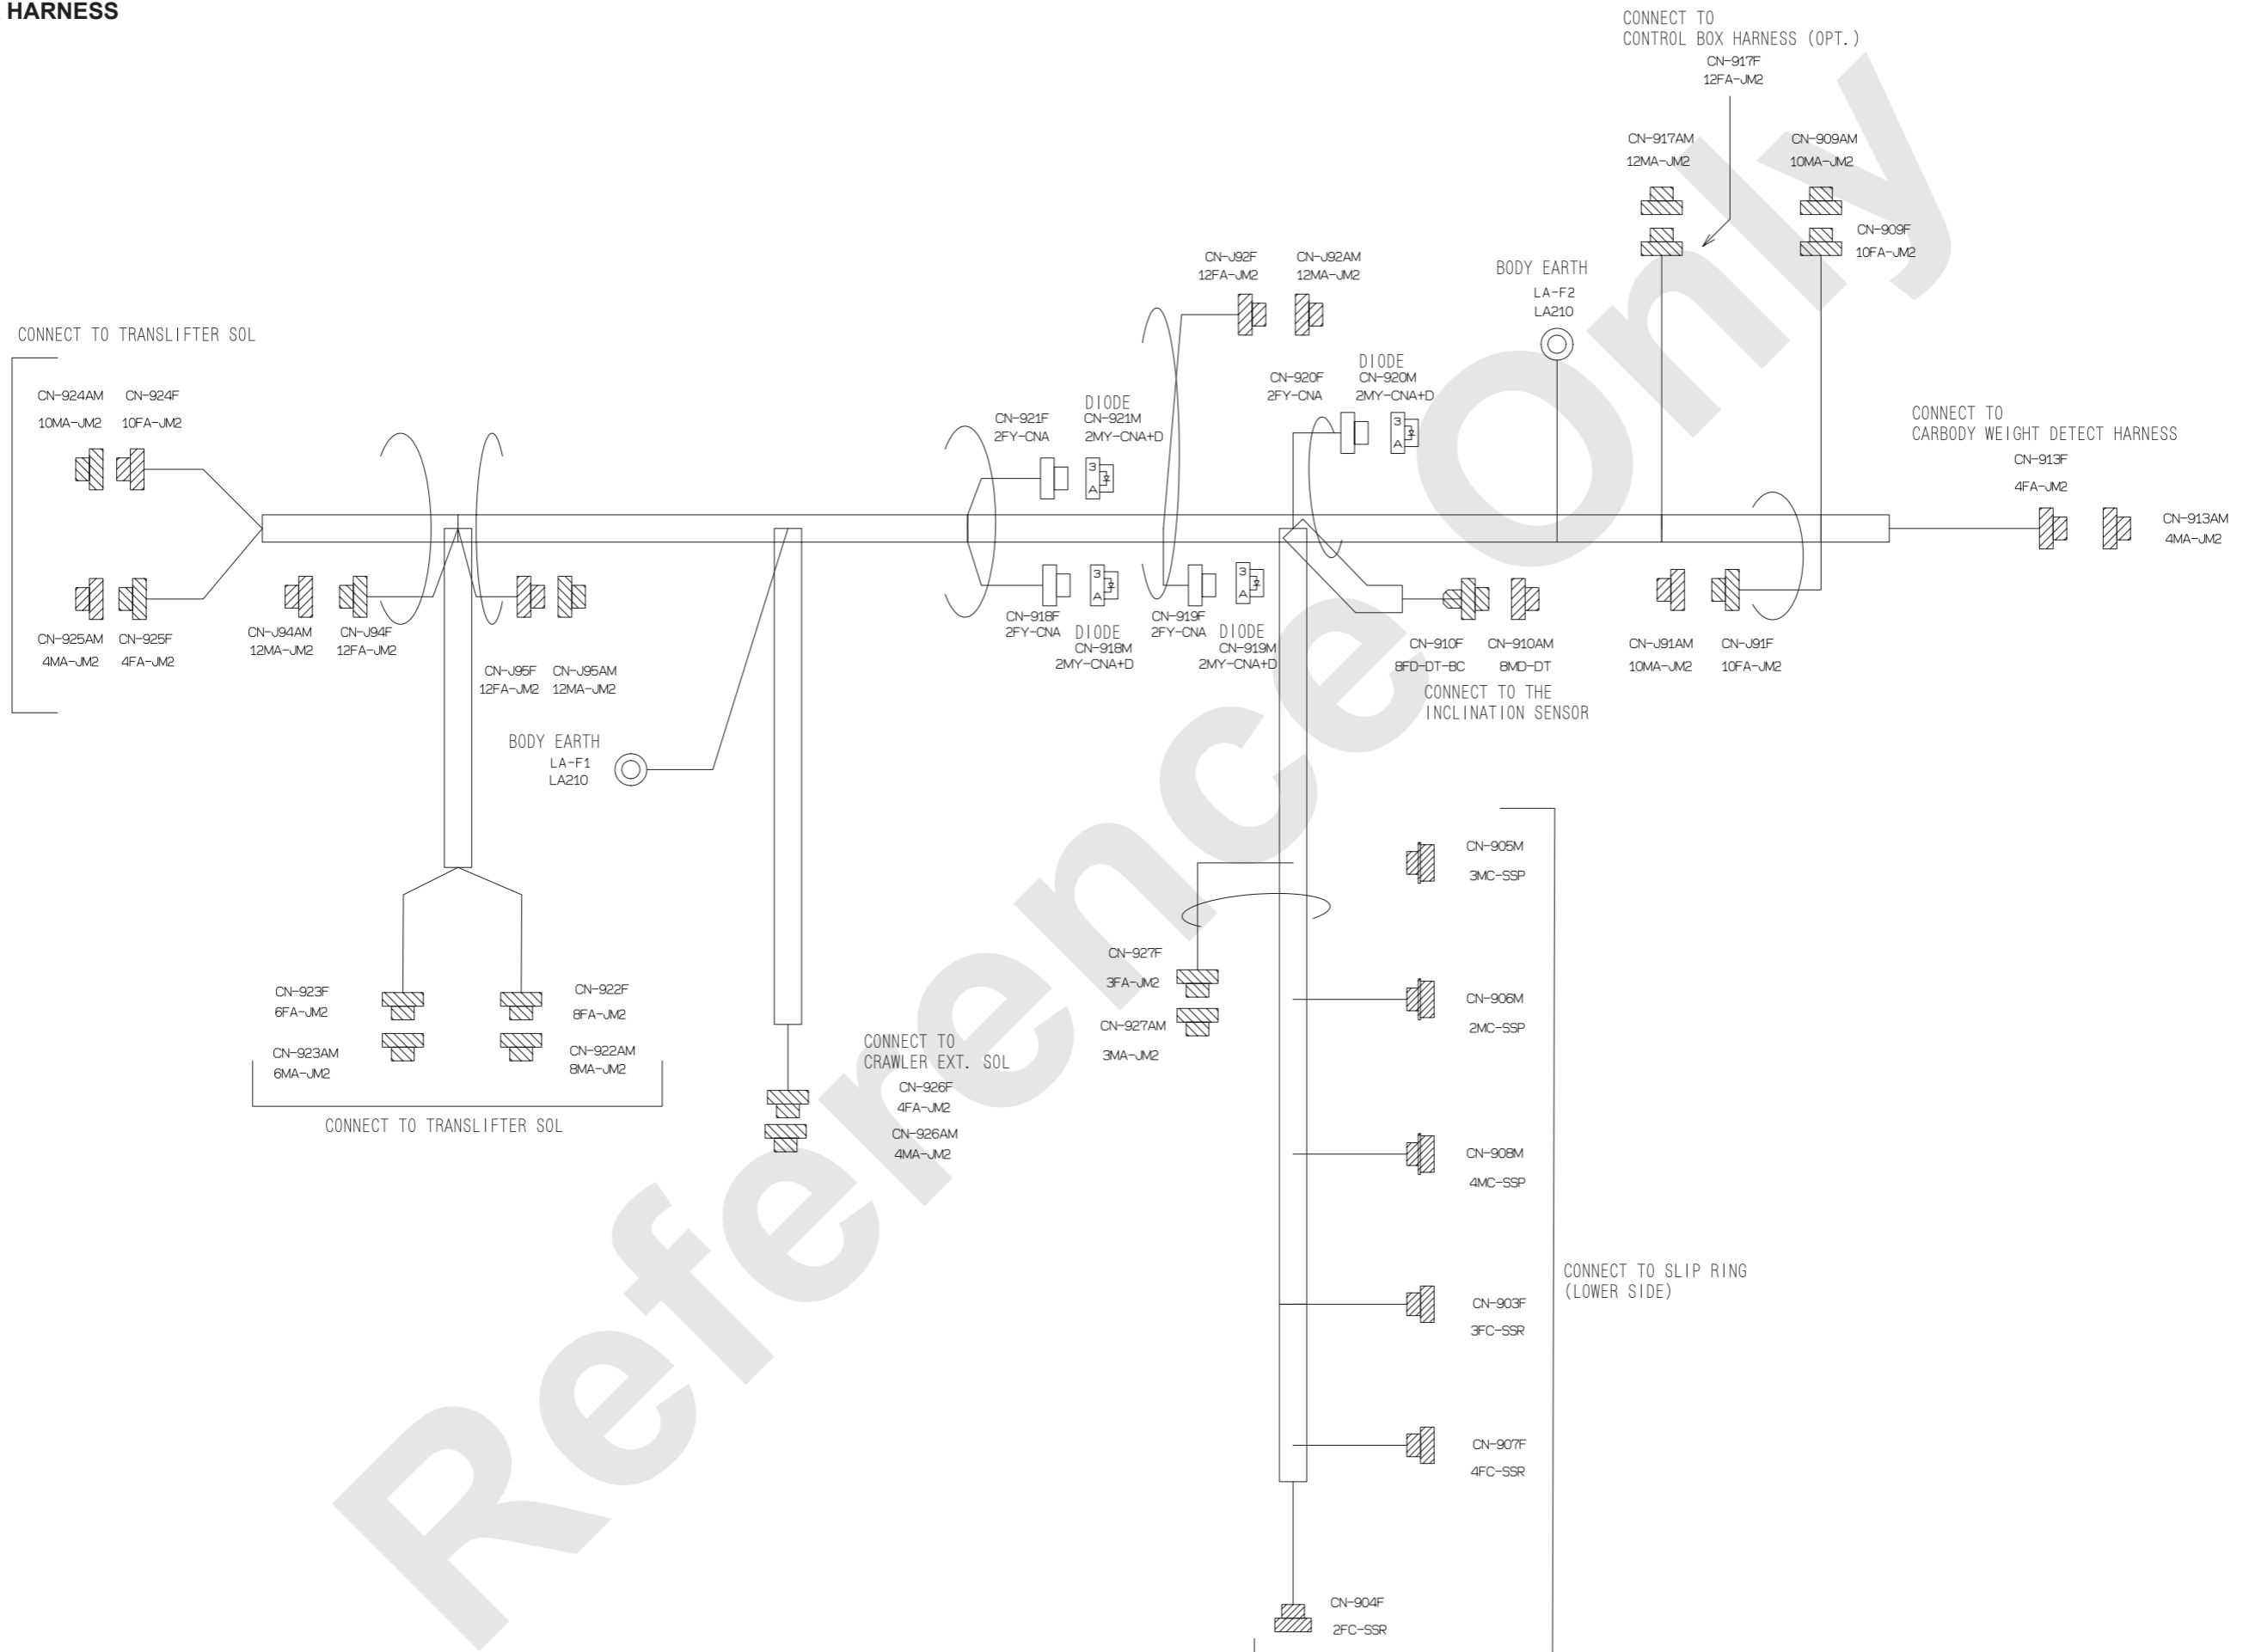 HARNESS
CONNECT TO
CONTROL BOX HARNESS (OPT.)
CN-917F
12FA-JM2
CN-917AM
12MA-JM2
CN-909AM
10MA-JM2
CN-909F
10FA-JM2
CN-J92F
12FA-JM2
CN-J92AM
12MA-JM2
BODY EARTH
LA-F2
LA210
CONNECT TO TRANSLIFTER SOL
CN-924AM
10MA-JM2
CN-924F
10FA-JM2
CN-921F
2FY-CNA
DIODE
CN-921M
2MY-CNA+D
3
A
CN-920F
2FY-CNA
DIODE
CN-920M
2MY-CNA+D
3
A
CONNECT TO
CARBODY WEIGHT DETECT HARNESS
CN-913F
4FA-JM2
CN-913AM
4MA-JM2
CN-925AM
4MA-JM2
CN-925F
4FA-JM2
CN-J94AM
12MA-JM2
CN-J94F
12FA-JM2
CN-J95F
12FA-JM2
CN-J95AM
12MA-JM2
3
A
CN-918F
2FY-CNA
DIODE
CN-918M
2MY-CNA+D
3
A
CN-919F
2FY-CNA
DIODE
CN-919M
2MY-CNA+D
CN-910F
8FD-DT-BC
CN-910AM
8MD-DT
CONNECT TO THE
INCLINATION SENSOR
CN-J91AM
10MA-JM2
CN-J91F
10FA-JM2
BODY EARTH
LA-F1
LA210
CN-905M
3MC-SSP
CN-927F
3FA-JM2
CN-927AM
3MA-JM2
CN-906M
2MC-SSP
CN-923F
6FA-JM2
CN-922F
8FA-JM2
CN-923AM
6MA-JM2
CN-922AM
8MA-JM2
CONNECT TO TRANSLIFTER SOL
CONNECT TO
CRAWLER EXT. SOL
CN-926F
4FA-JM2
CN-926AM
4MA-JM2
CN-908M
4MC-SSP
CONNECT TO SLIP RING
(LOWER SIDE)
CN-903F
3FC-SSR
CN-907F
4FC-SSR
CN-904F
2FC-SSR
Reference Only